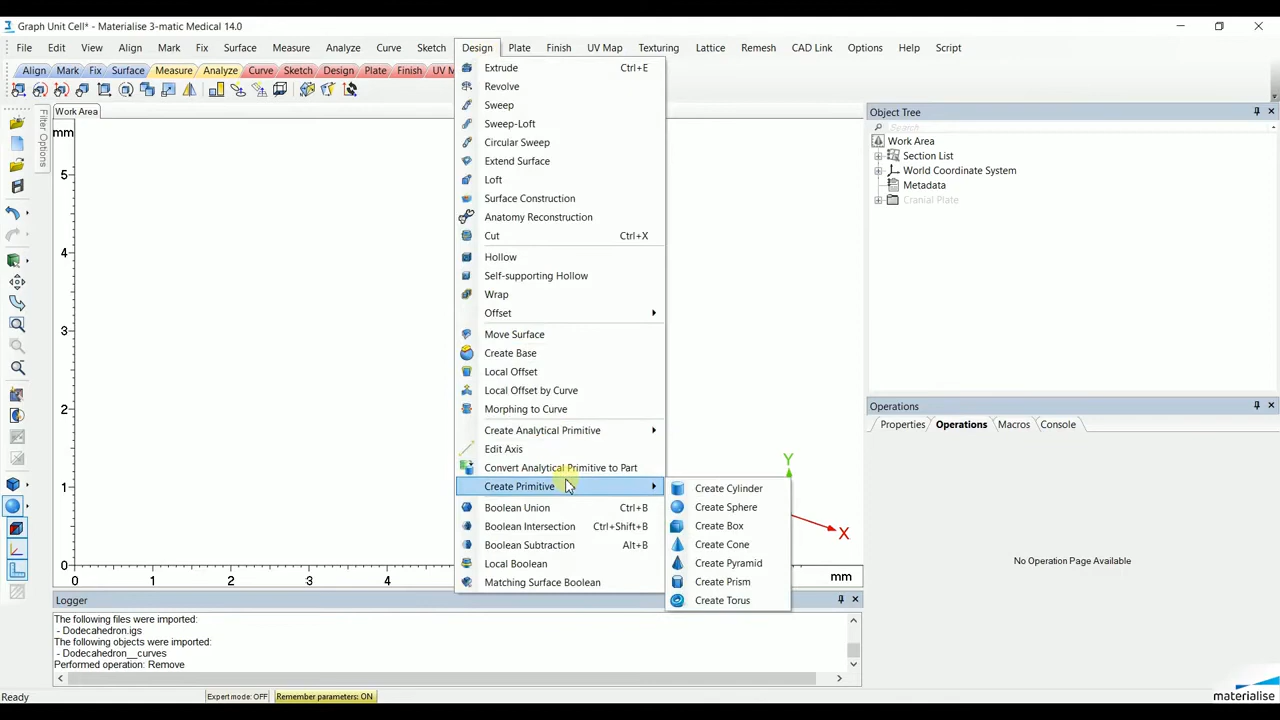 Graph Unit Cell* - Materialise 3-matic Medical 14.0
File Edit View Align Mark Fix Surface Measure Analyze Curve Sketch Design Plate Finish UV Map Texturing Lattice Remesh CAD Link Options Help Script
Align Mark Fix Surface Measure Analyze Curve Sketch Design Plate Finish UV M
Work Area
Filter Options
mm
5
4
3
2
1
0
0 1 2 3 4
mm
Y
X
Extrude Ctrl+E
Revolve
Sweep
Sweep-Loft
Circular Sweep
Extend Surface
Loft
Surface Construction
Anatomy Reconstruction
Cut Ctrl+X
Hollow
Self-supporting Hollow
Wrap
Offset
Move Surface
Create Base
Local Offset
Local Offset by Curve
Morphing to Curve
Create Analytical Primitive
Edit Axis
Convert Analytical Primitive to Part
Create Primitive
Boolean Union Ctrl+B
Boolean Intersection Ctrl+Shift+B
Boolean Subtraction Alt+B
Local Boolean
Matching Surface Boolean
Create Cylinder
Create Sphere
Create Box
Create Cone
Create Pyramid
Create Prism
Create Torus
Object Tree
Search
Work Area
Section List
World Coordinate System
Metadata
Cranial Plate
Operations
Properties Operations Macros Console
No Operation Page Available
Logger
The following files were imported:
- Dodecahedron.igs
The following objects were imported:
- Dodecahedron__curves
Performed operation: Remove
Ready
Expert mode: OFF Remember parameters: ON
materialise